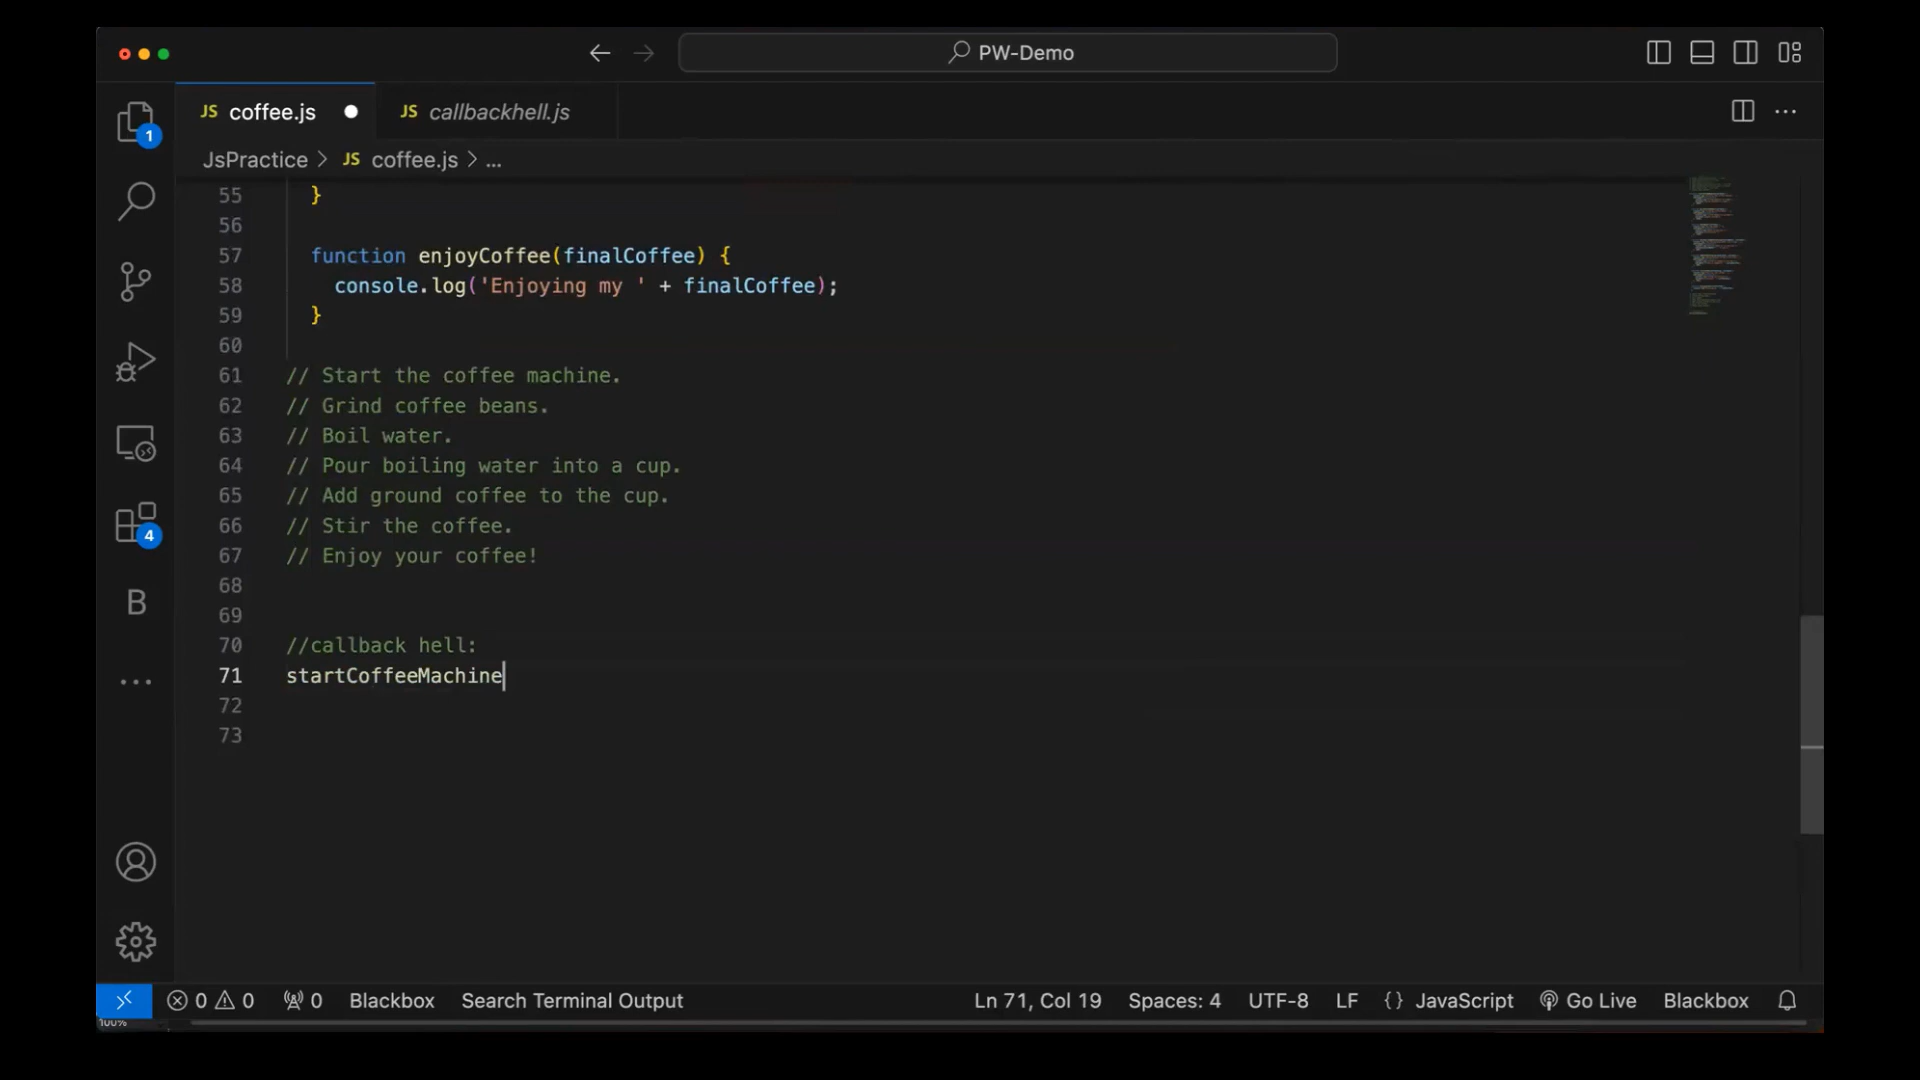 PW-Demo
JS coffee.js
JS callbackhell.js
JsPractice > JS coffee.js > ...
1
4
B
55 }
56
57 function enjoyCoffee(finalCoffee) {
58 console.log('Enjoying my ' + finalCoffee);
59 }
60
61 // Start the coffee machine.
62 // Grind coffee beans.
63 // Boil water.
64 // Pour boiling water into a cup.
65 // Add ground coffee to the cup.
66 // Stir the coffee.
67 // Enjoy your coffee!
68
69
70 //callback hell:
71 startCoffeeMachine
72
73
0 0 0 Blackbox Search Terminal Output Ln 71, Col 19 Spaces: 4 UTF-8 LF {} JavaScript Go Live Blackbox
100%